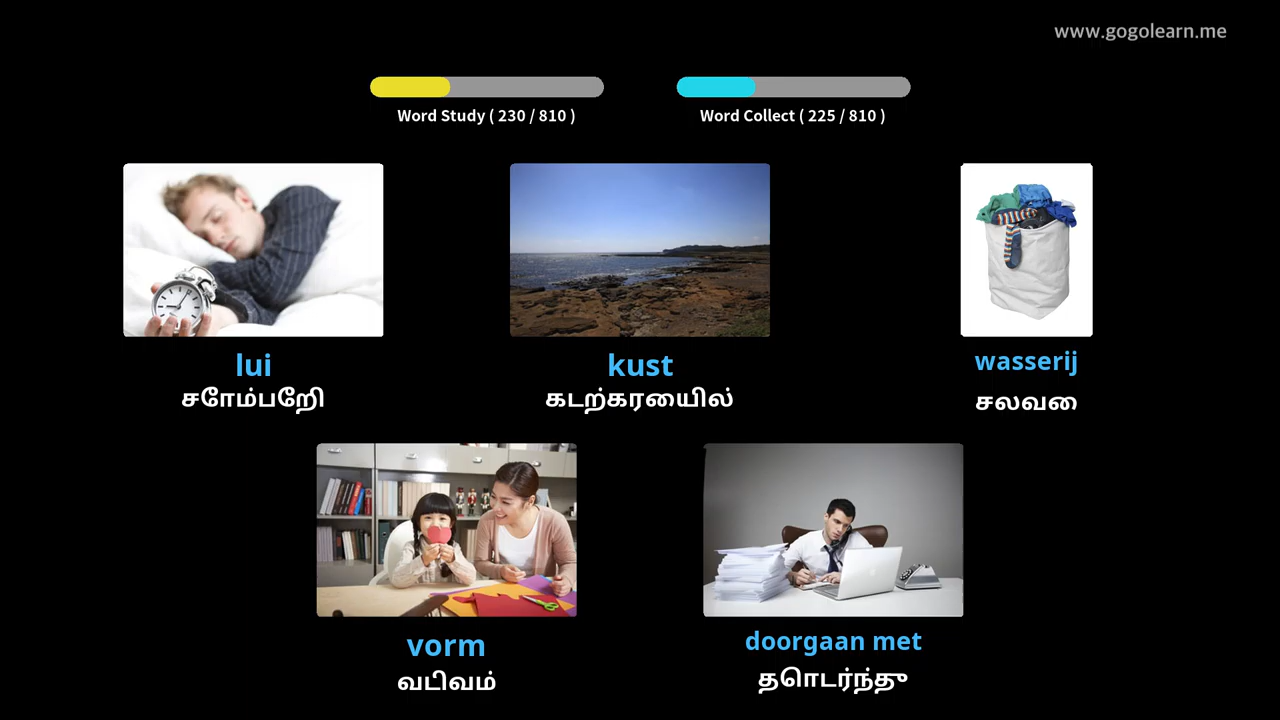 www.gogolearn.me
Word Study ( 230 / 810 )
Word Collect ( 225 / 810 )
lui
சோம்பேறி
kust
கடற்கரையில்
wasserij
சலவை
vorm
வடிவம்
doorgaan met
தொடர்ந்து